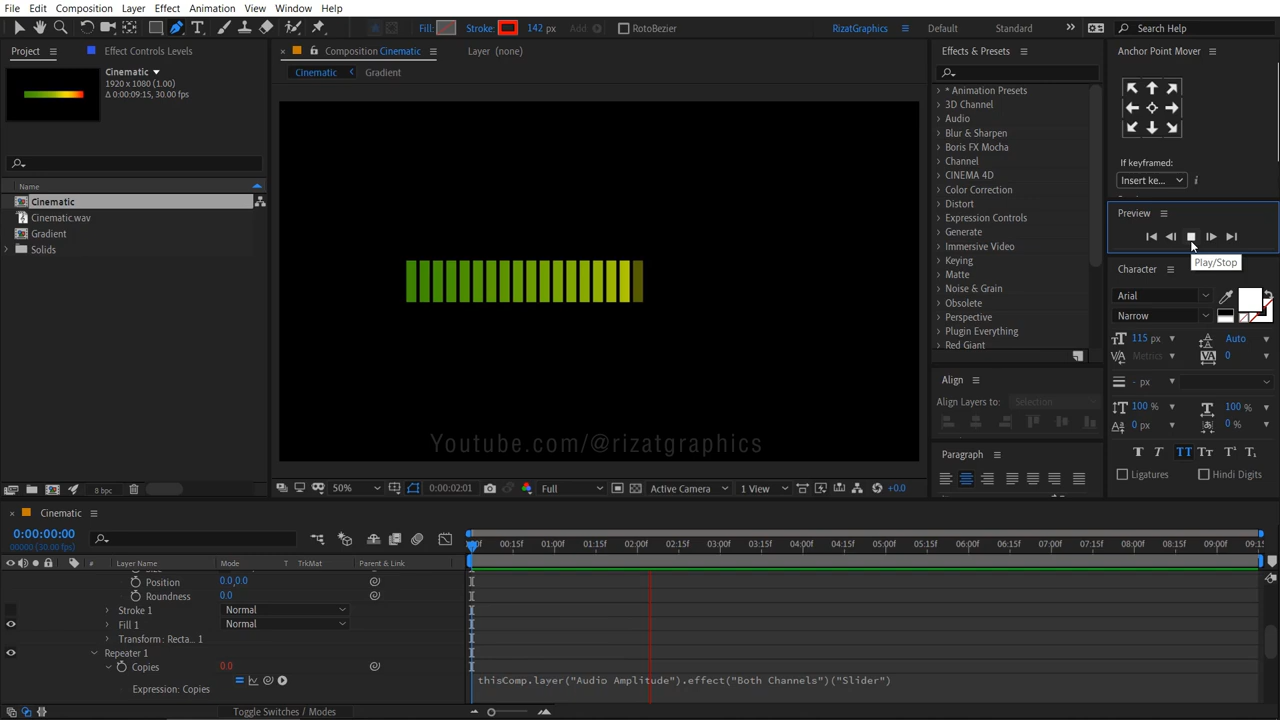 File Edit Composition Layer Effect Animation View Window Help
Fill: Stroke: 142 px Add: RotoBezier RizatGraphics Default Standard Search Help
Project Effect Controls Levels
Cinematic
1920 x 1080 (1.00)
Δ 0:00:09:15, 30.00 fps
Name
Cinematic
Cinematic.wav
Gradient
Solids
8 bpc
Composition Cinematic Layer (none)
Cinematic Gradient
Youtube.com/@rizatgraphics
50% 0:00:02:01 Full Active Camera 1 View +0.0
Effects & Presets
* Animation Presets
3D Channel
Audio
Blur & Sharpen
Boris FX Mocha
Channel
CINEMA 4D
Color Correction
Distort
Expression Controls
Generate
Immersive Video
Keying
Matte
Noise & Grain
Obsolete
Perspective
Plugin Everything
Red Giant
Align
Align Layers to: Selection
Paragraph
Anchor Point Mover
If keyframed:
Insert ke... i
Preview
Play/Stop
Character
Arial
Narrow
115 px Auto
Metrics 0
- px
100 % 100 %
0 px 0 %
Ligatures Hindi Digits
Cinematic
0:00:00:00
00000 (30.00 fps)
00:15f 01:00f 01:15f 02:00f 02:15f 03:00f 03:15f 04:00f 04:15f 05:00f 05:15f 06:00f 06:15f 07:00f 07:15f 08:00f 08:15f 09:00f
# Layer Name Mode T TrkMat Parent & Link
Position 0.0,0.0
Roundness 0.0
Stroke 1 Normal
Fill 1 Normal
Transform : Recta.. 1
Repeater 1
Copies 0.0
Expression: Copies
thisComp.layer("Audio Amplitude").effect("Both Channels")("Slider")
Toggle Switches / Modes